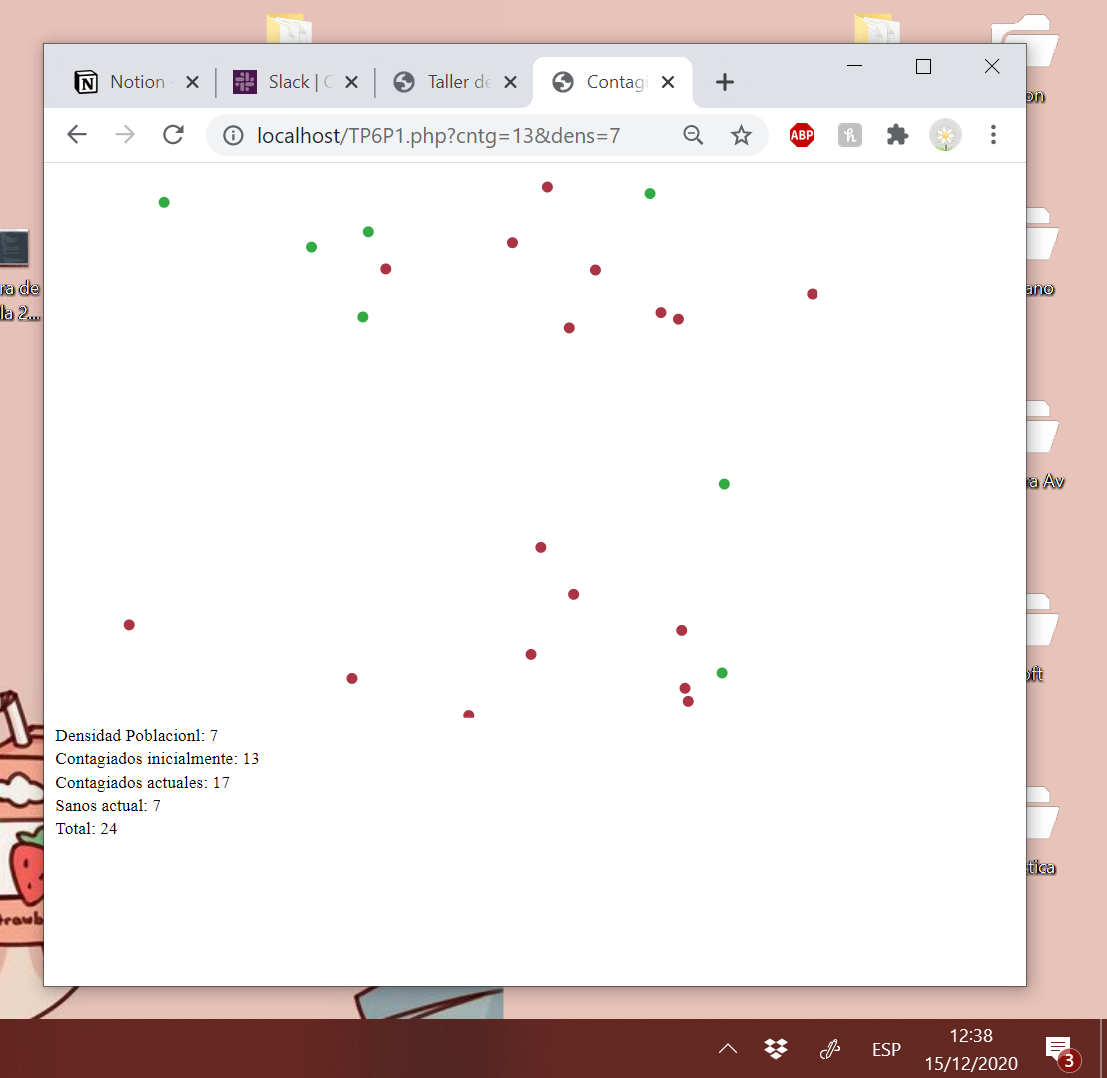 Notion
Slack | C
Taller de
Contagi
localhost/TP6P1.php?cntg=13&dens=7
ABP
on
ra de
la 2...
ano
a Av
oft
tica
Densidad Poblacionl: 7
Contagiados inicialmente: 13
Contagiados actuales: 17
Sanos actual: 7
Total: 24
trawb
ESP
12:38
15/12/2020
3